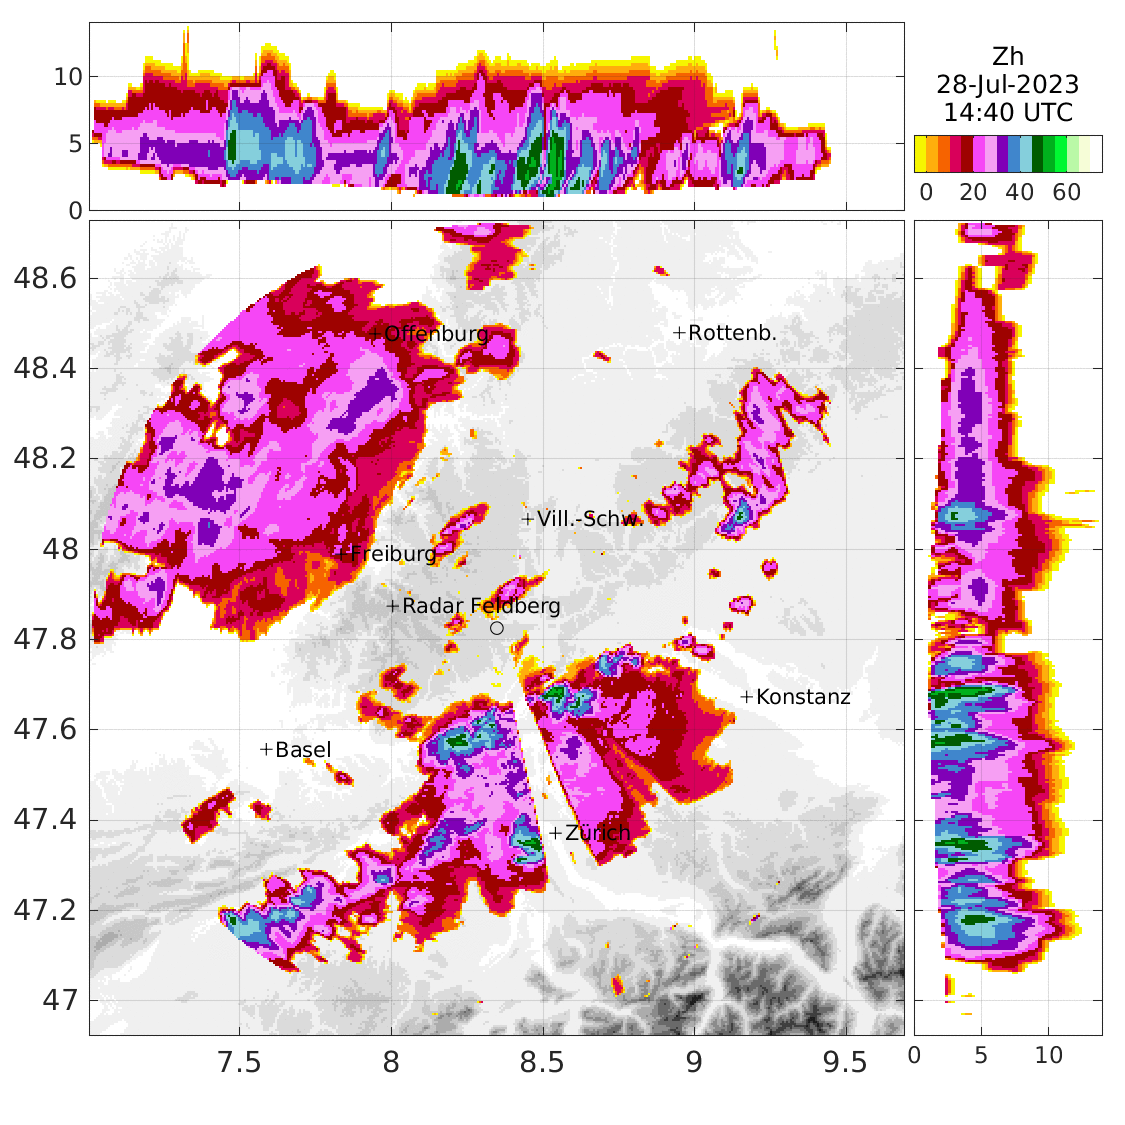 10
5
0
Zh
28-Jul-2023
14:40 UTC
0 20 40 60
48.6
48.4
48.2
48
47.8
47.6
47.4
47.2
47
+Offenburg
+Rottenb.
+Vill.-Schw.
+Freiburg
+Radar Feldberg
+Konstanz
+Basel
+Zürich
7.5 8 8.5 9 9.5
0 5 10